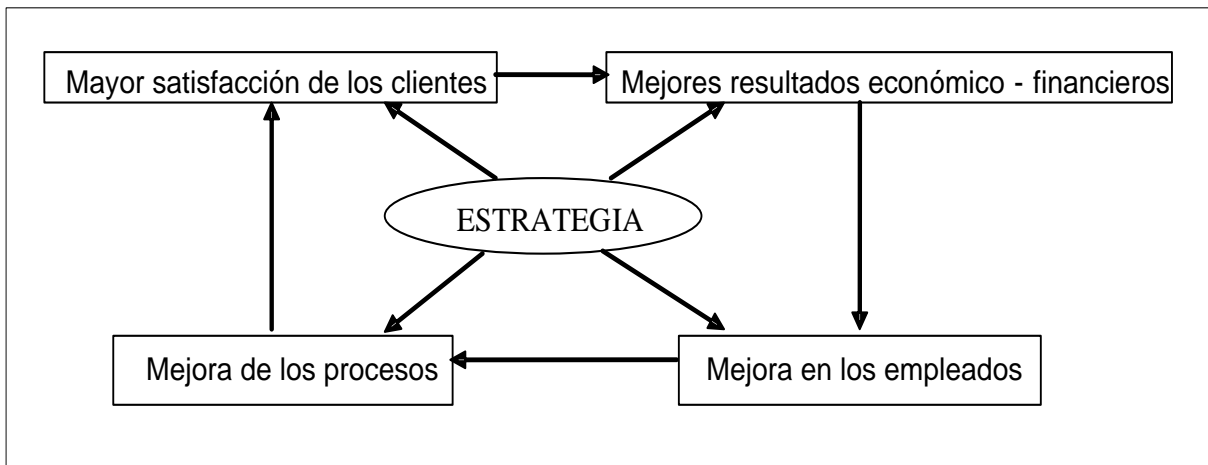 Mayor satisfacción de los clientes
Mejores resultados económico - financieros
ESTRATEGIA
Mejora de los procesos
Mejora en los empleados